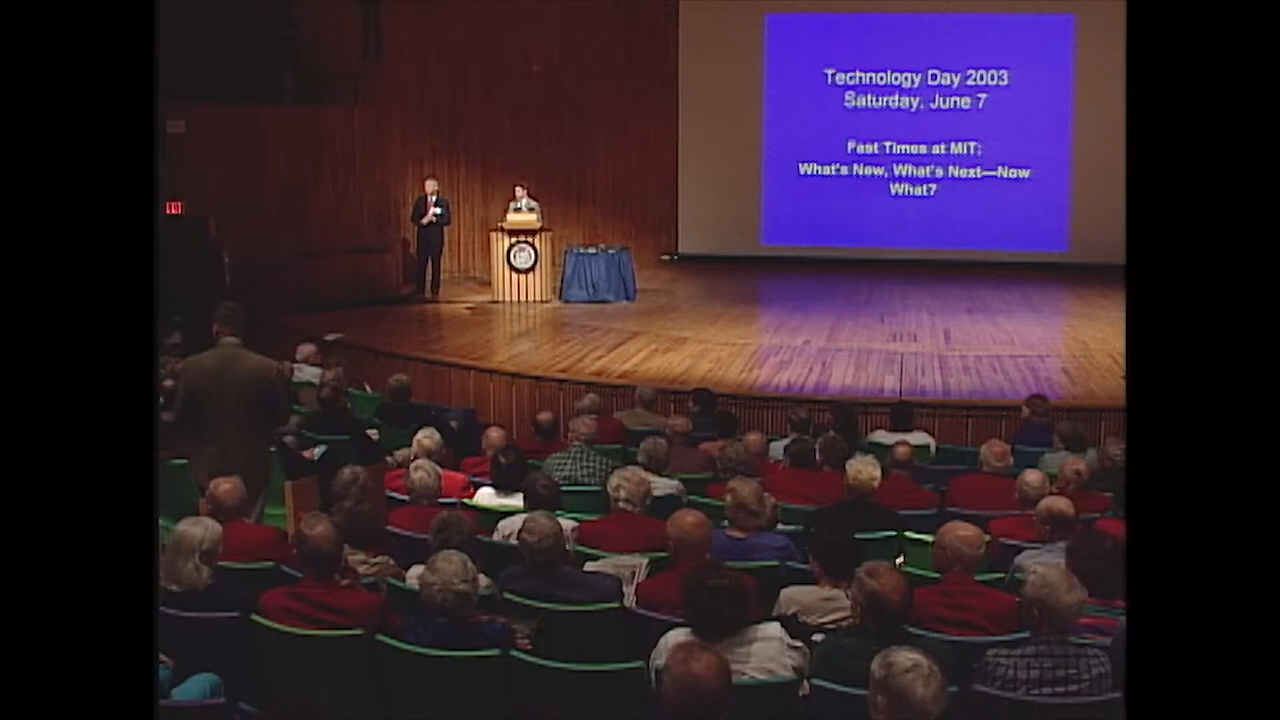 Technology Day 2003
Saturday, June 7
Fast Times at MIT:
What's New, What's Next—Now
What?